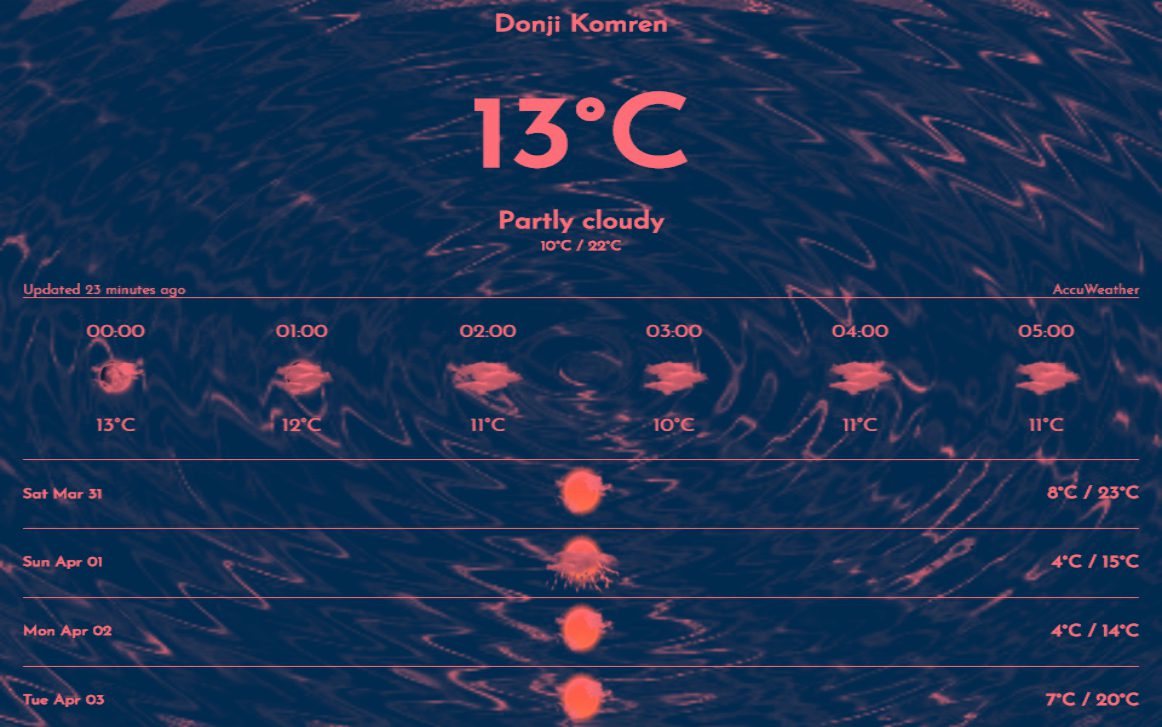 Donji Komren
13°C
Partly cloudy
10°C / 22°C
Updated 23 minutes ago AccuWeather
00:00 01:00 02:00 03:00 04:00 05:00
13°C 12°C 11°C 10°C 11°C 11°C
Sat Mar 31 8°C / 23°C
Sun Apr 01 4°C / 15°C
Mon Apr 02 4°C / 14°C
Tue Apr 03 7°C / 20°C